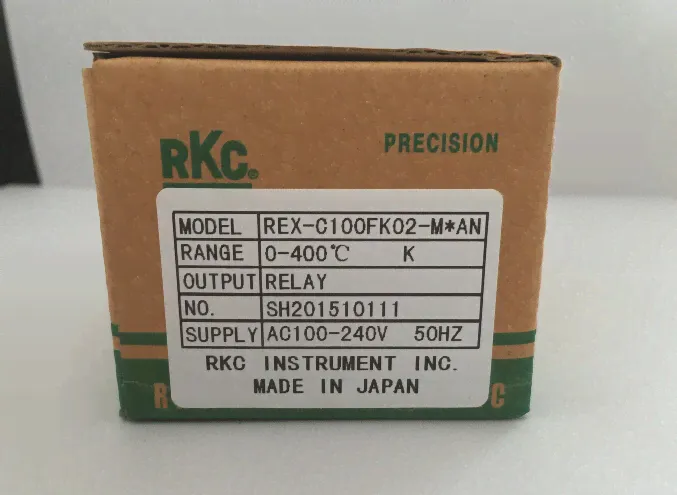 RKC®
PRECISION
MODEL REX-C100FK02-M*AN
RANGE 0-400℃ K
OUTPUT RELAY
NO. SH201510111
SUPPLY AC100-240V 50HZ
RKC INSTRUMENT INC.
MADE IN JAPAN